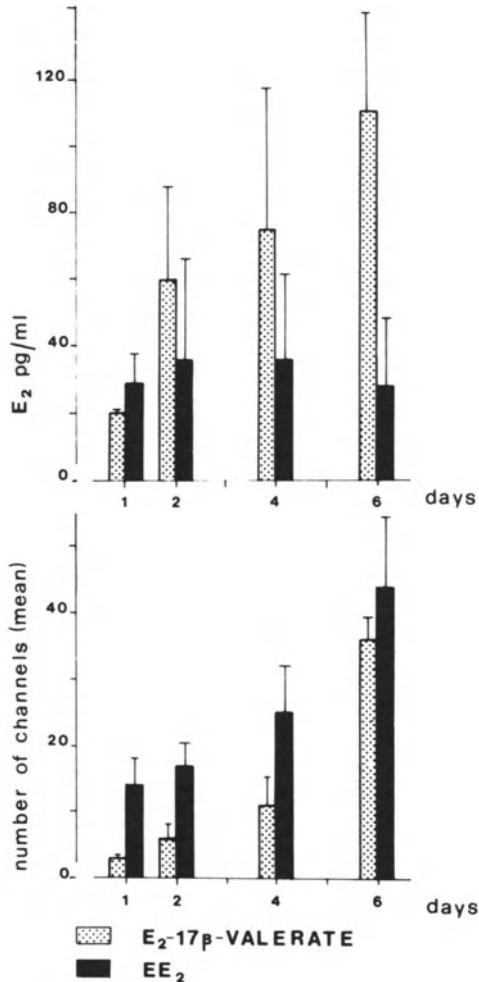 120
80
40
0
E₂ pg/ml
1 2 4 6 days
number of channels (mean)
40
20
0
1 2 4 6 days
E₂-17β-VALERATE
EE₂